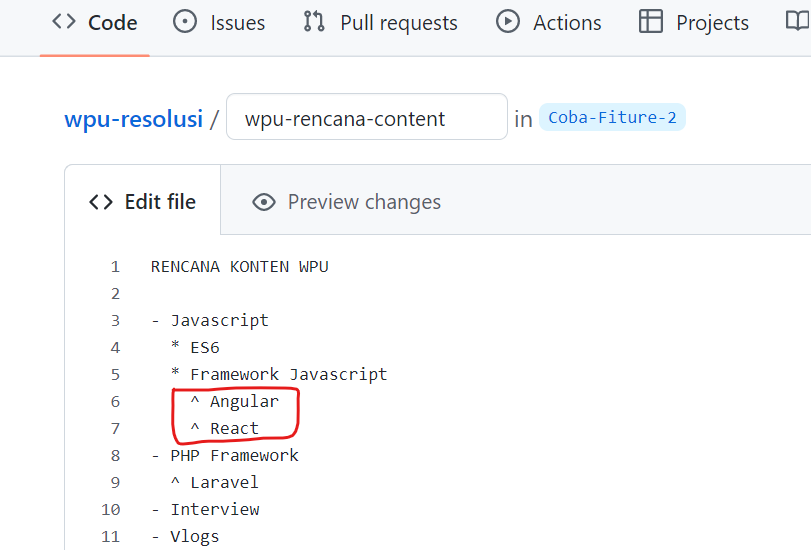 Code Issues Pull requests Actions Projects
wpu-resolusi / wpu-rencana-content in Coba-Fiture-2
Edit file Preview changes
1 RENCANA KONTEN WPU
2
3 - Javascript
4 * ES6
5 * Framework Javascript
6 ^ Angular
7 ^ React
8 - PHP Framework
9 ^ Laravel
10 - Interview
11 - Vlogs